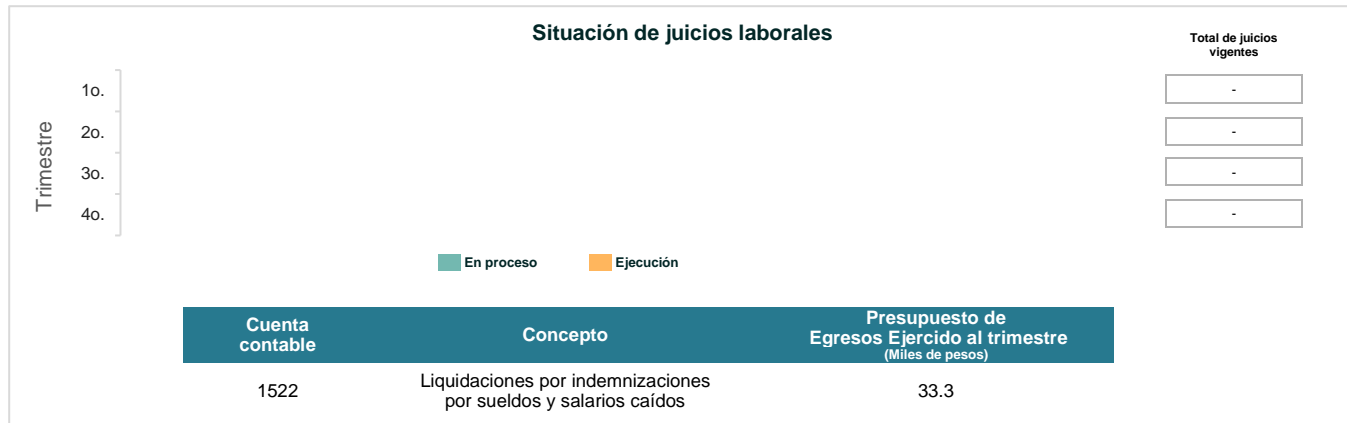 Situación de juicios laborales
Total de juicios
vigentes
Trimestre
1o.
-
2o.
-
3o.
-
4o.
-
En proceso
Ejecución
Cuenta
contable
Concepto
Presupuesto de
Egresos Ejercido al trimestre
(Miles de pesos)
1522
Liquidaciones por indemnizaciones
por sueldos y salarios caídos
33.3